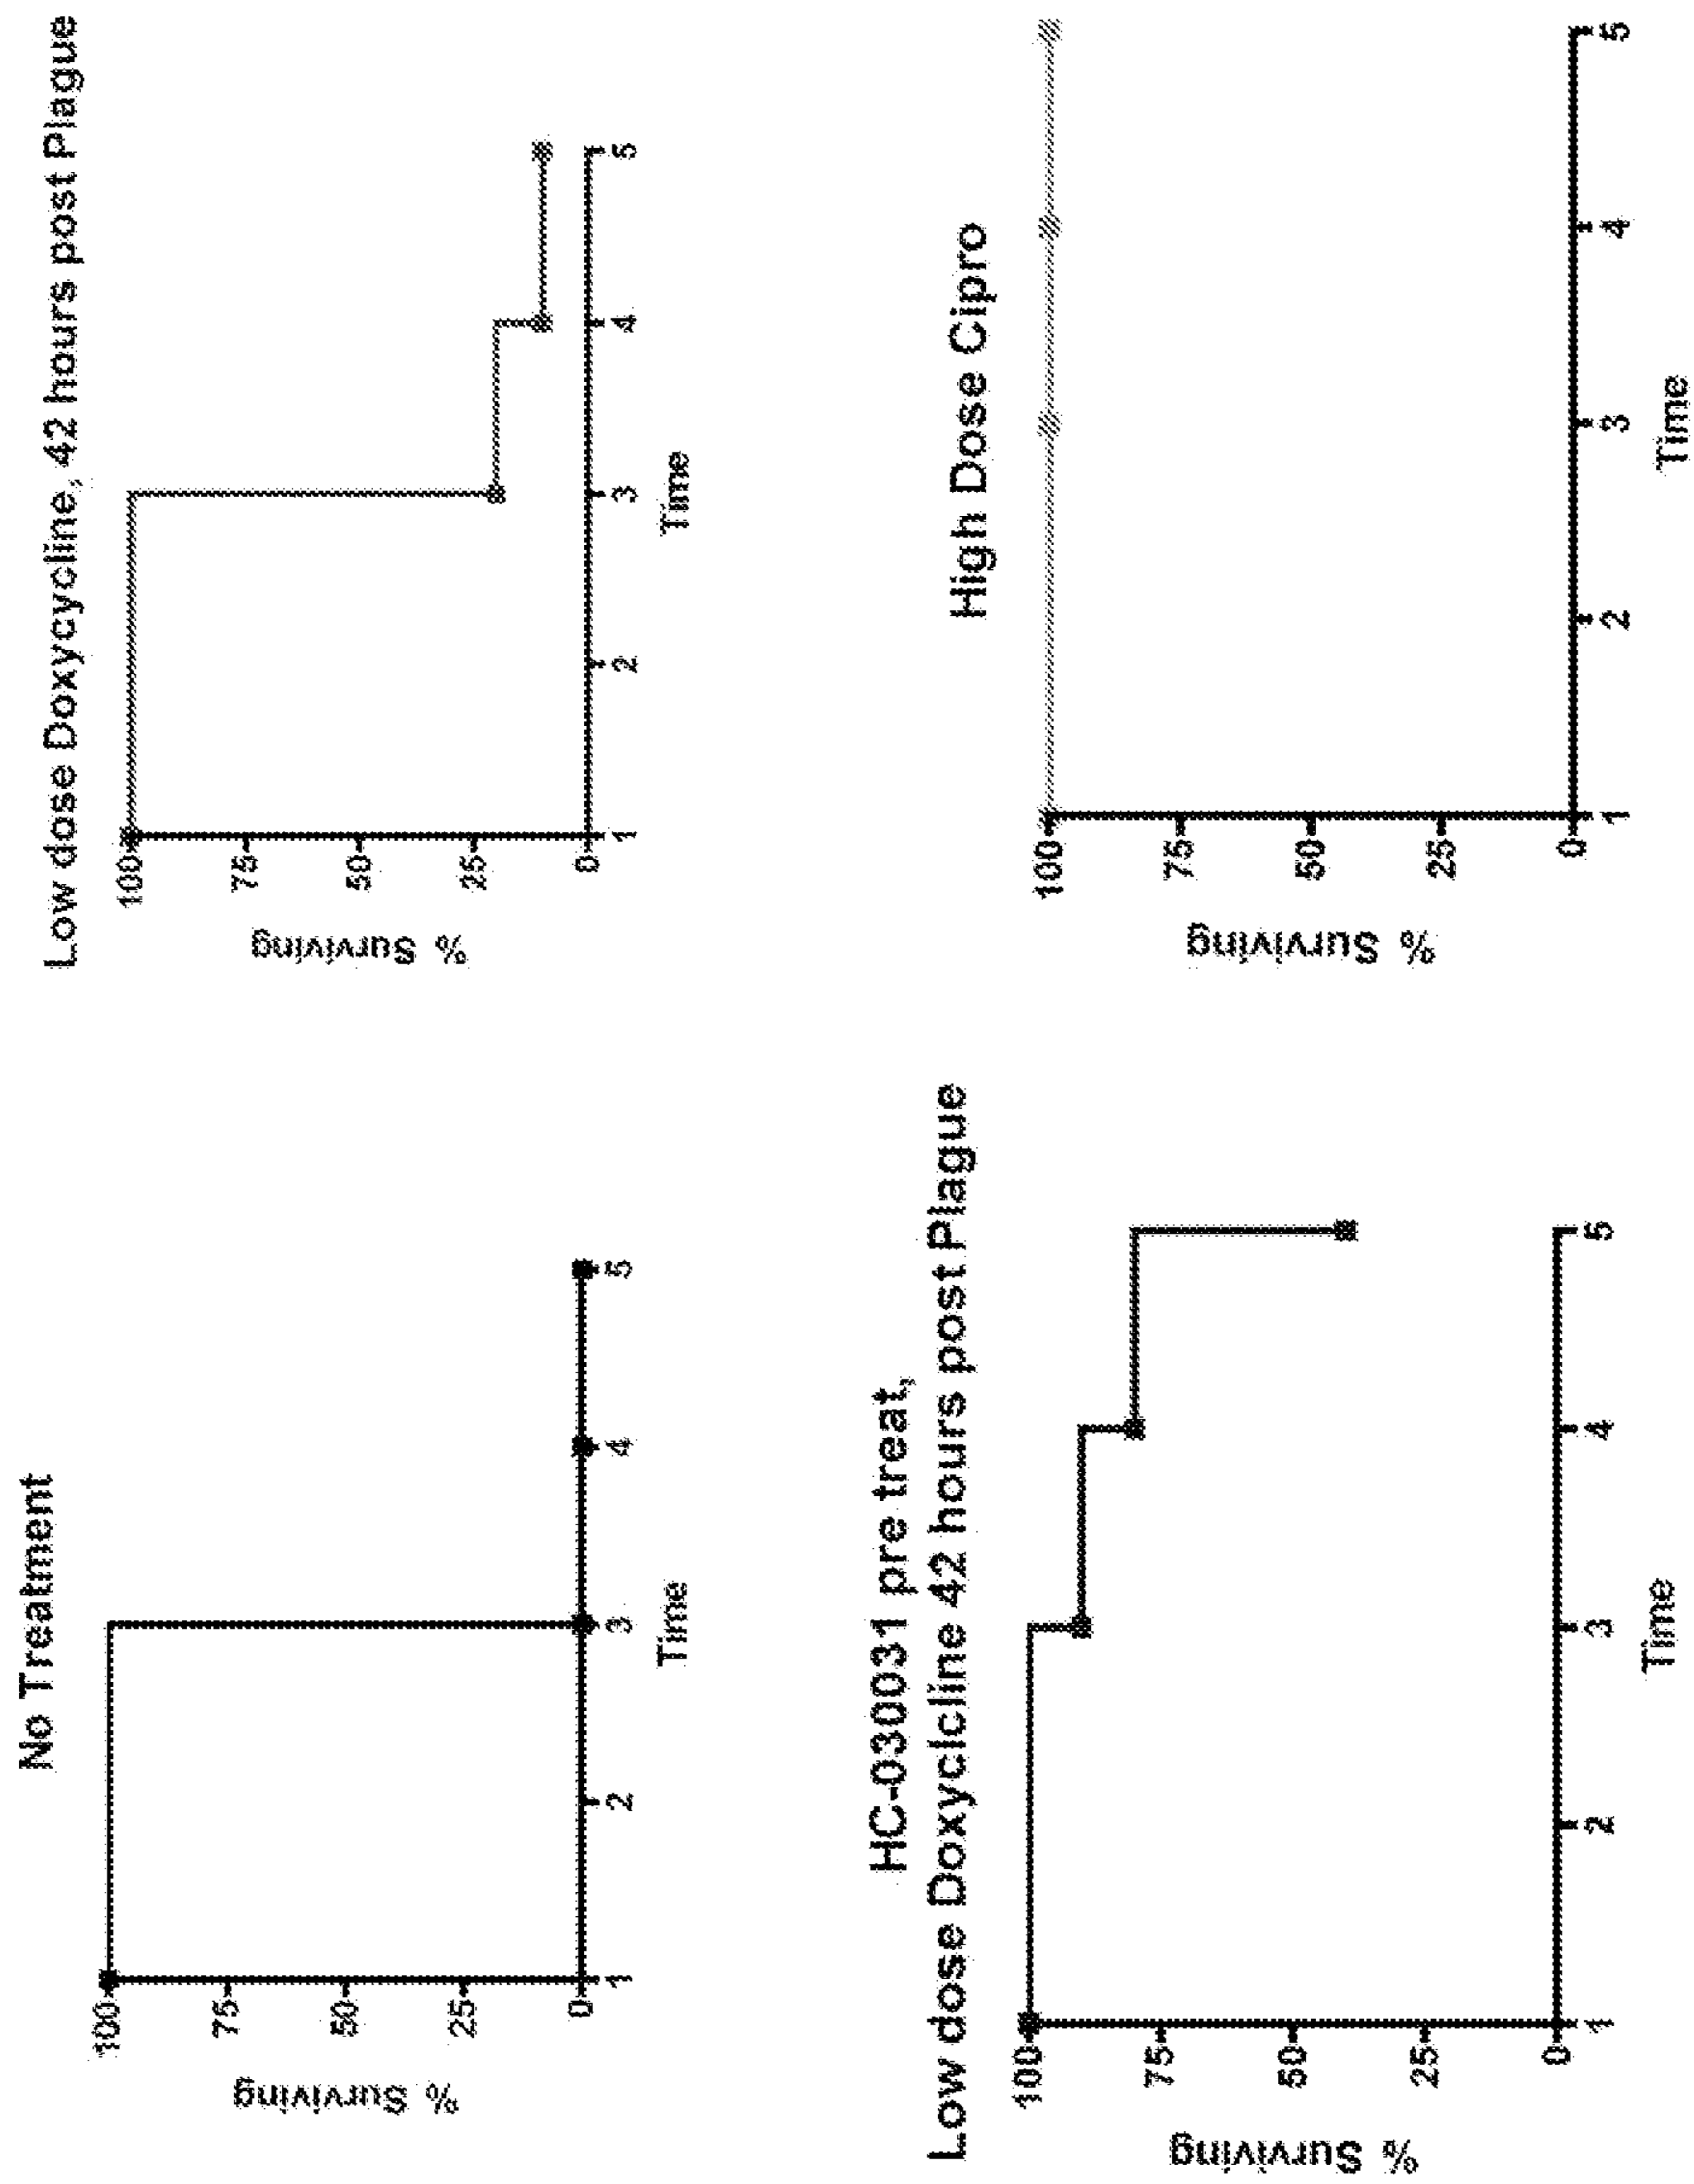 No Treatment
% Surviving
100
75
50
25
0
1 2 3 4 5
Time
Low dose Doxycycline, 42 hours post Plague
% Surviving
100
75
50
25
0
1 2 3 4 5
Time
HC-030031 pre treat,
Low dose Doxycicline 42 hours post Plague
% Surviving
100
75
50
25
0
1 2 3 4 5
Time
High Dose Cipro
% Surviving
100
75
50
25
0
1 2 3 4 5
Time